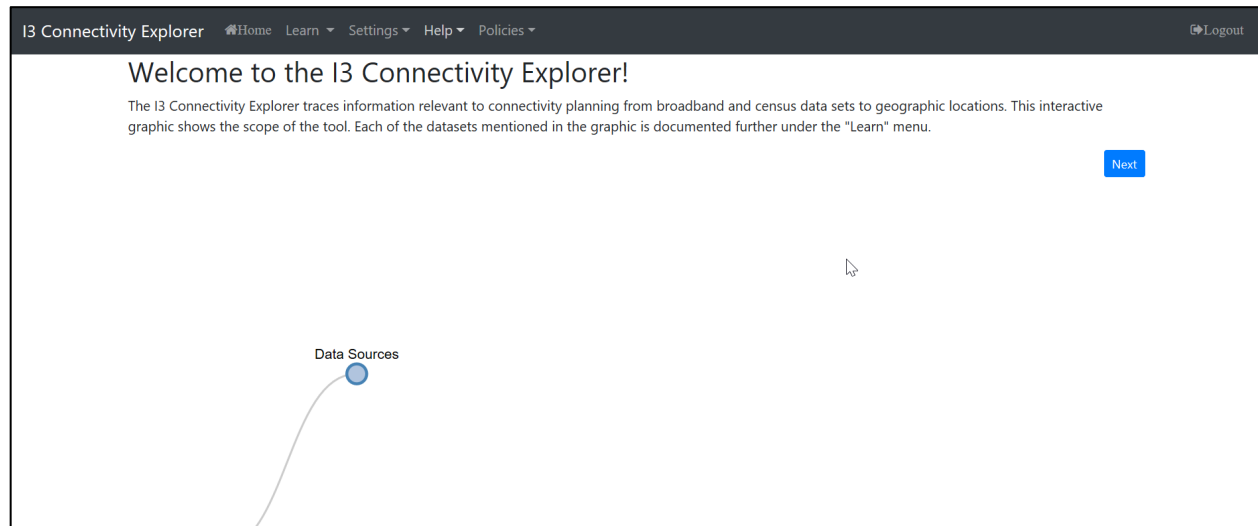 I3 Connectivity Explorer Home Learn Settings Help Policies Logout
Welcome to the I3 Connectivity Explorer!
The I3 Connectivity Explorer traces information relevant to connectivity planning from broadband and census data sets to geographic locations. This interactive
graphic shows the scope of the tool. Each of the datasets mentioned in the graphic is documented further under the "Learn" menu.
Next
Data Sources